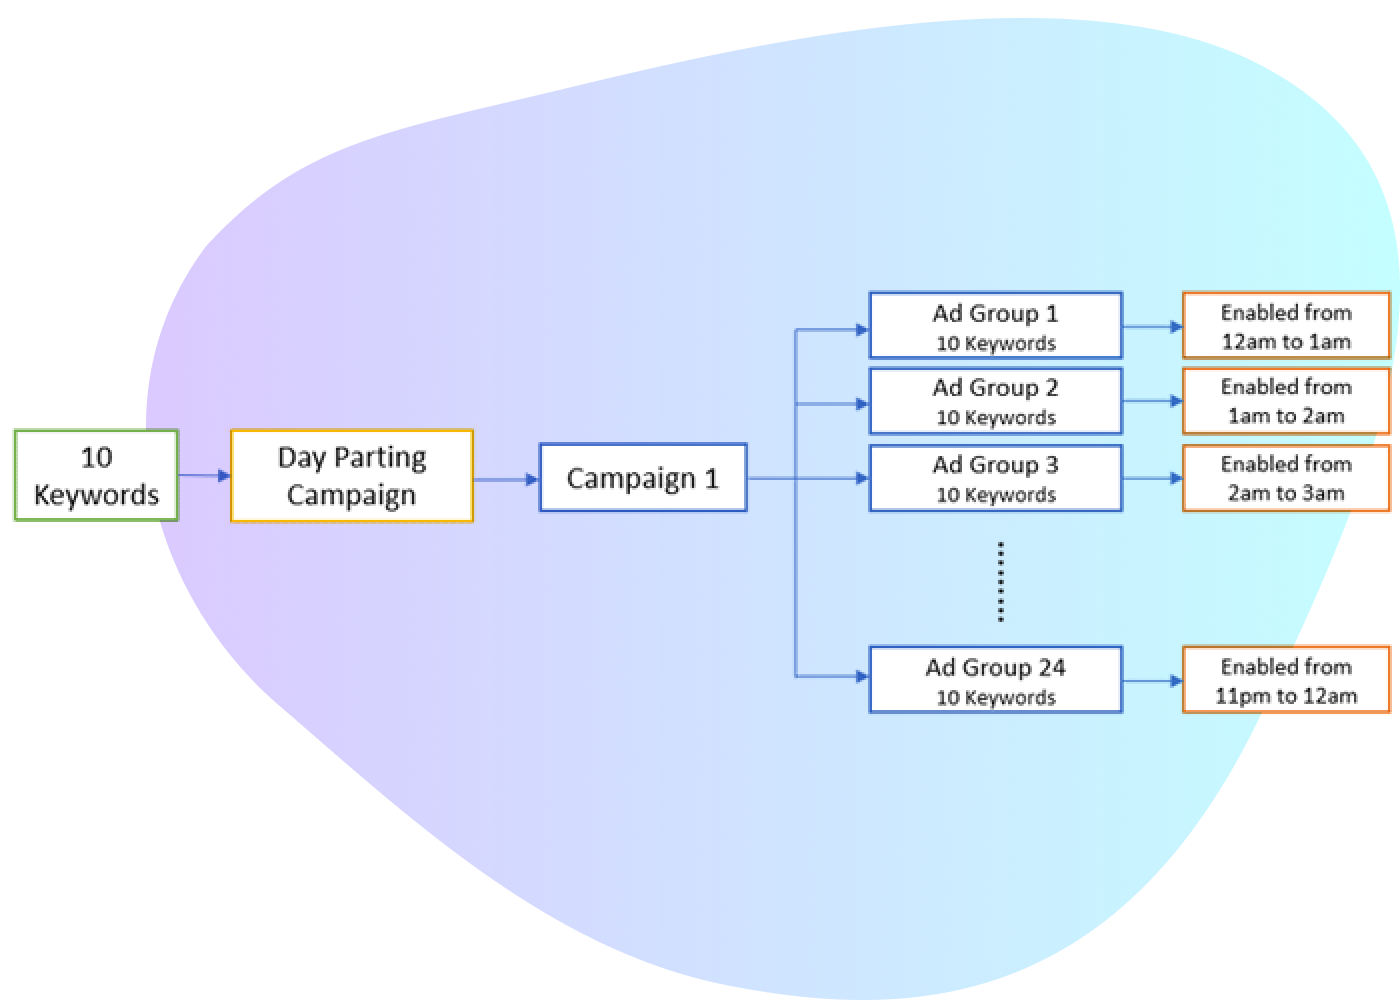 10
Keywords
Day Parting
Campaign
Campaign 1
Ad Group 1
10 Keywords
Enabled from
12am to 1am
Ad Group 2
10 Keywords
Enabled from
1am to 2am
Ad Group 3
10 Keywords
Enabled from
2am to 3am
Ad Group 24
10 Keywords
Enabled from
11pm to 12am